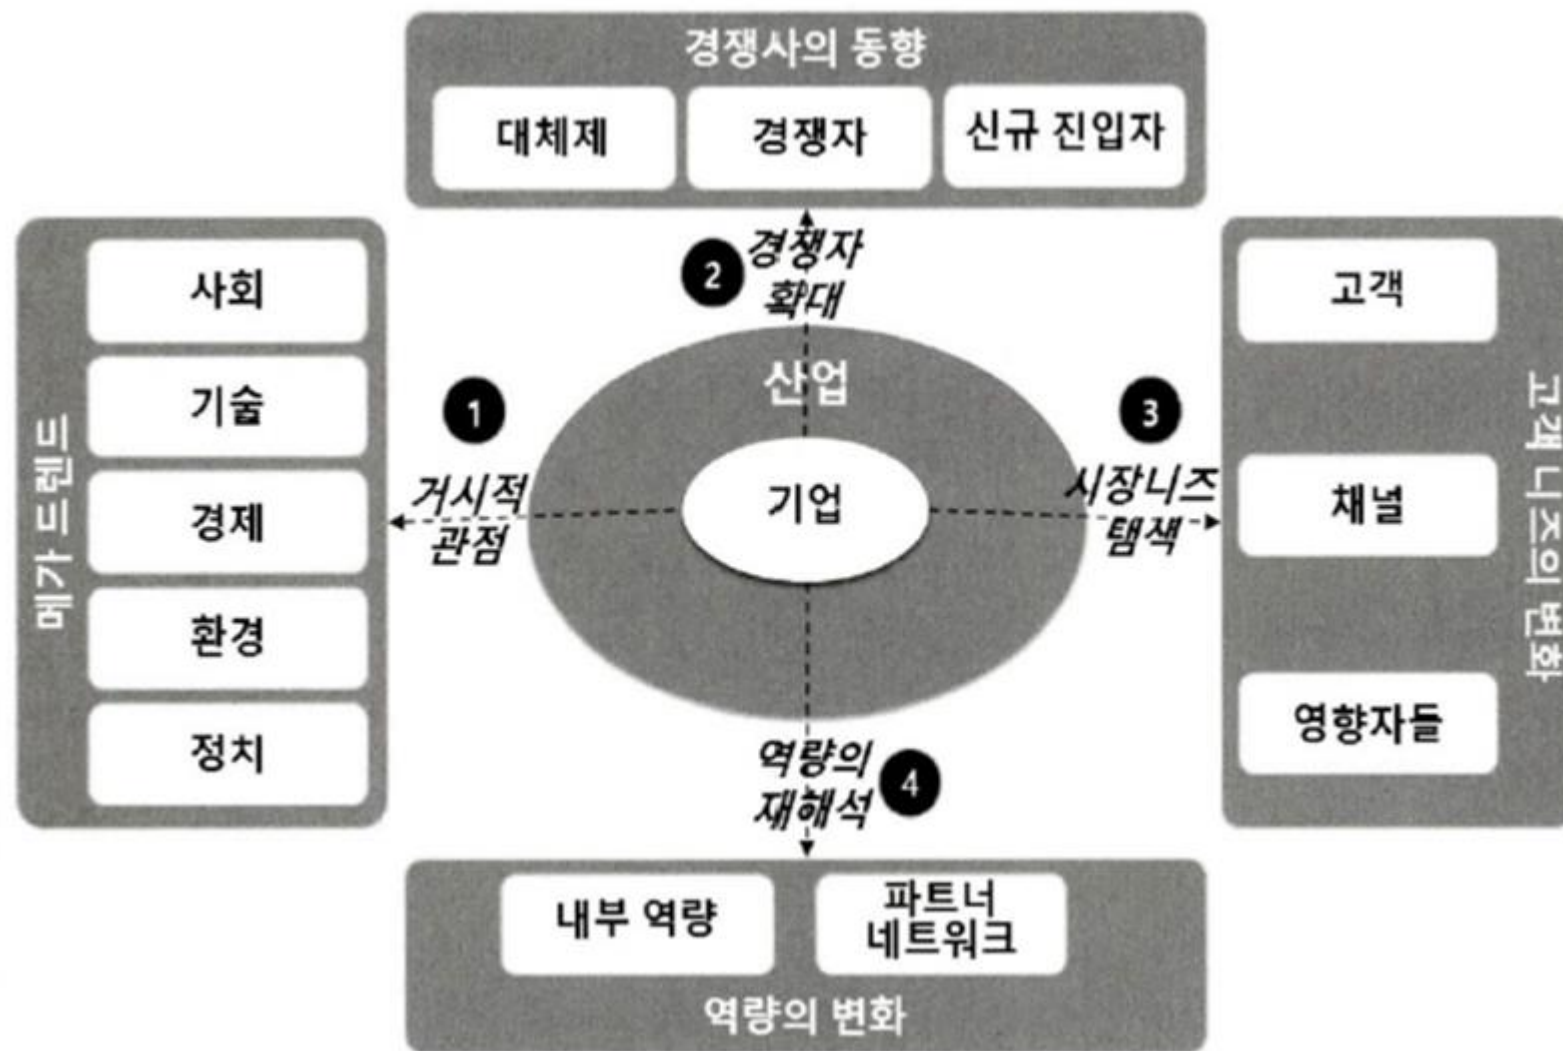 경쟁사의 동향
대체제
경쟁자
신규 진입자
메가 드렌드
사회
기술
경제
환경
정치
1
거시적
관점
2
경쟁자
확대
산업
기업
3
시장니즈
탬색
4
역량의
재해석
고객
채널
영향자들
고객 니즈의 변화
내부 역량
파트너
네트워크
역량의 변화